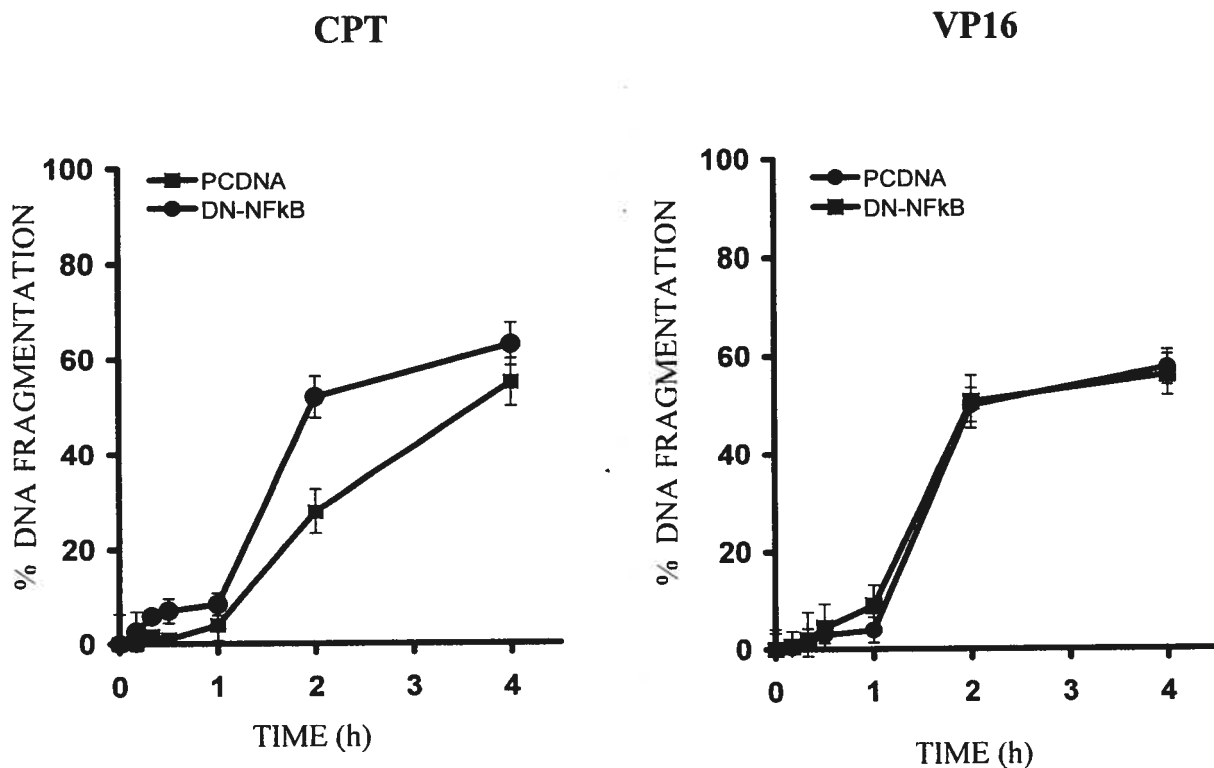 CPT
100
PCDNA
DN-NFkB
80
60
40
20
0
% DNA FRAGMENTATION
0 1 2 3 4
TIME (h)
VP16
100
PCDNA
DN-NFkB
80
60
40
20
0
% DNA FRAGMENTATION
0 1 2 3 4
TIME (h)